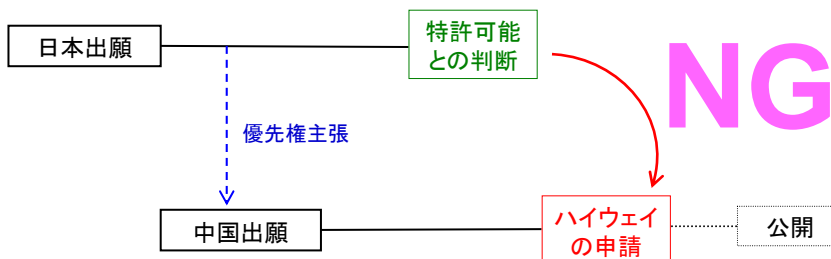 日本出願
特許可能
との判断
NG
優先権主張
中国出願
ハイウェイ
の申請
公開